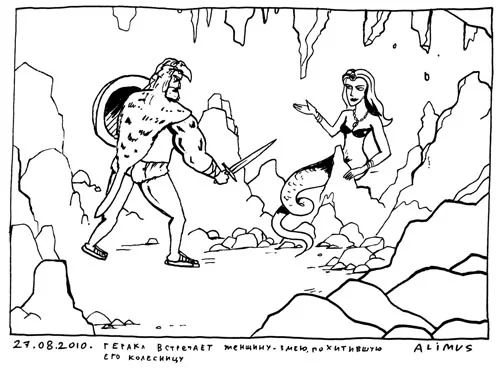 27.08.2010. ГЕРАКЛ ВСТРЕЧАЕТ ЖЕНЩИНУ-ЗМЕЮ, ПОХИТИВШУЮ
ЕГО КОЛЕСНИЦУ
ALIMUS